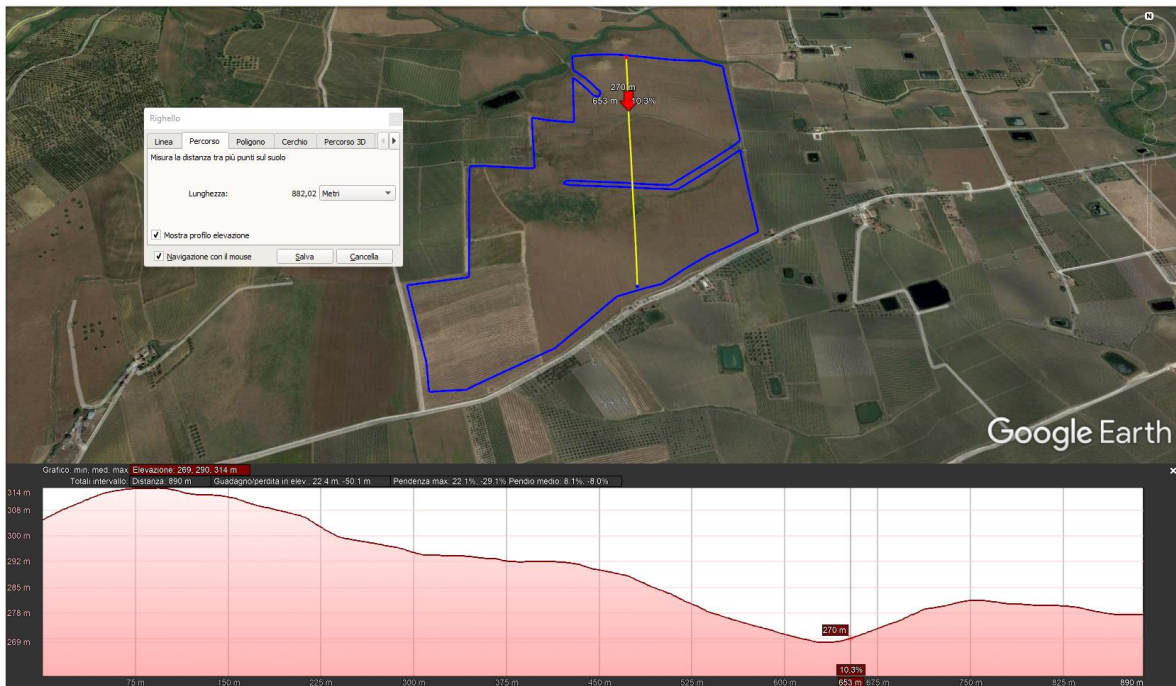 N
270 m
653 m 10.3%
Righello
Linea Percorso Poligono Cerchio Percorso 3D
Misura la distanza tra più punti sul suolo
Lunghezza: 882,02 Metri
Mostra profilo elevazione
Navigazione con il mouse Salva Cancella
Google Earth
Grafico: min, med, max Elevazione: 269, 290, 314 m
Totali intervallo: Distanza: 890 m Guadagno/perdita in elev.: 22.4 m, -50.1 m Pendenza max: 22.1%, -29.1% Pendio medio: 8.1%, -8.0%
314 m
308 m
300 m
292 m
285 m
278 m
269 m
270 m
10.3%
75 m 150 m 225 m 300 m 375 m 450 m 525 m 600 m 653 m 675 m 750 m 825 m 890 m